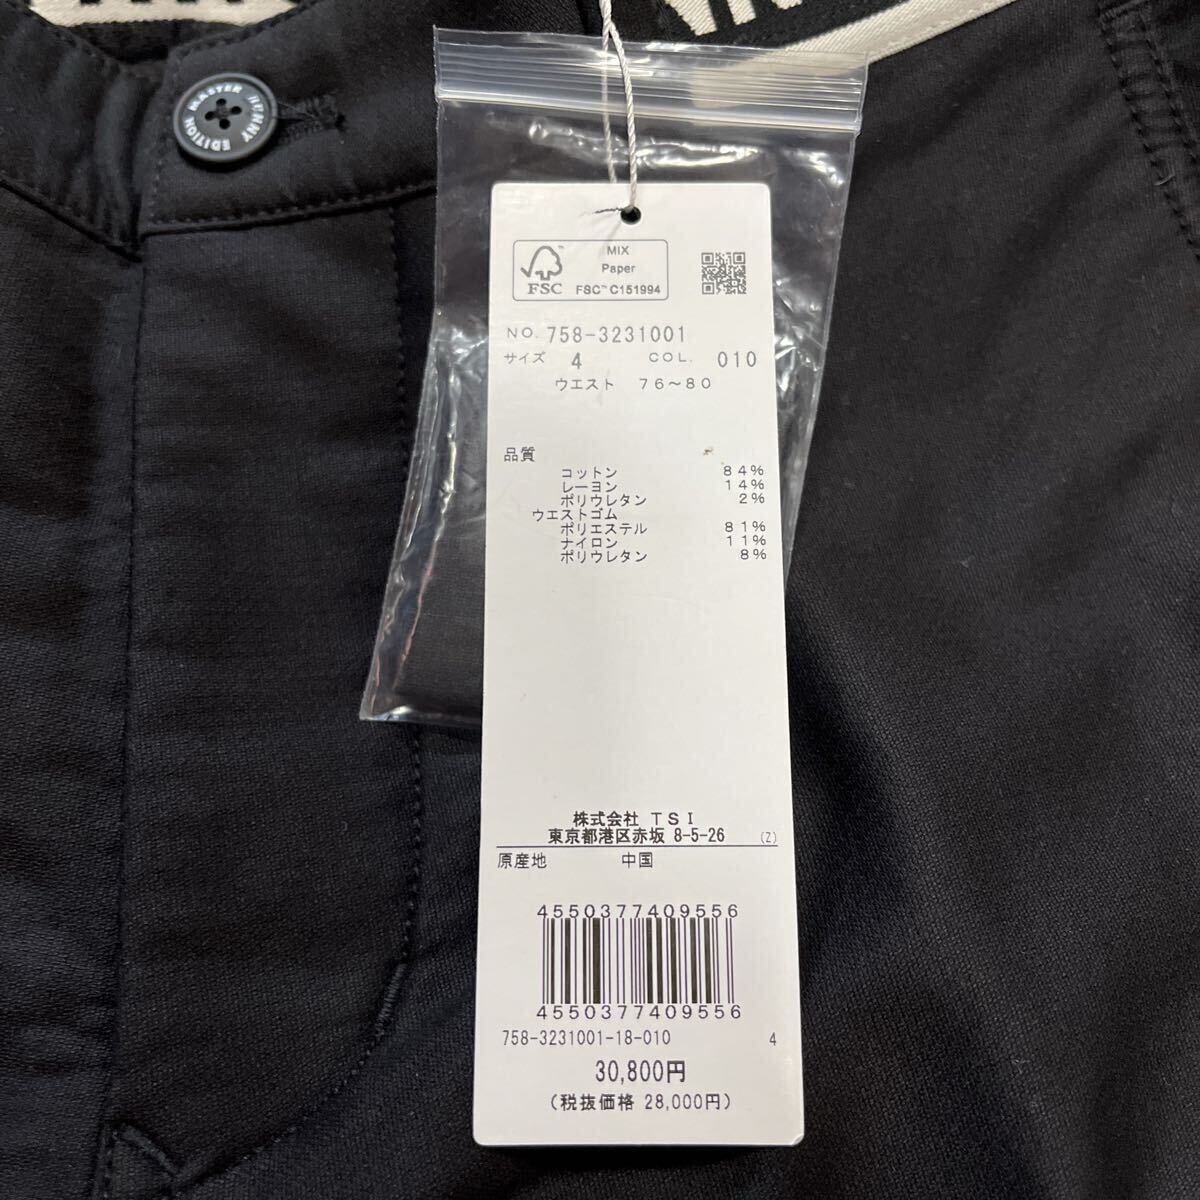 MASTER BUNNY EDITION
MIX
Paper
FSC™ C151994
FSC
NO. 758-3231001
サイズ 4 COL. 010
ウエスト 76～80
品質
コットン 84%
レーヨン 14%
ポリウレタン 2%
ウエストゴム
ポリエステル 81%
ナイロン 11%
ポリウレタン 8%
株式会社 TSI
東京都港区赤坂 8-5-26 (Z)
原産地 中国
4550377409556
4550377409556
758-3231001-18-010 4
30,800円
(税抜価格 28,000円)